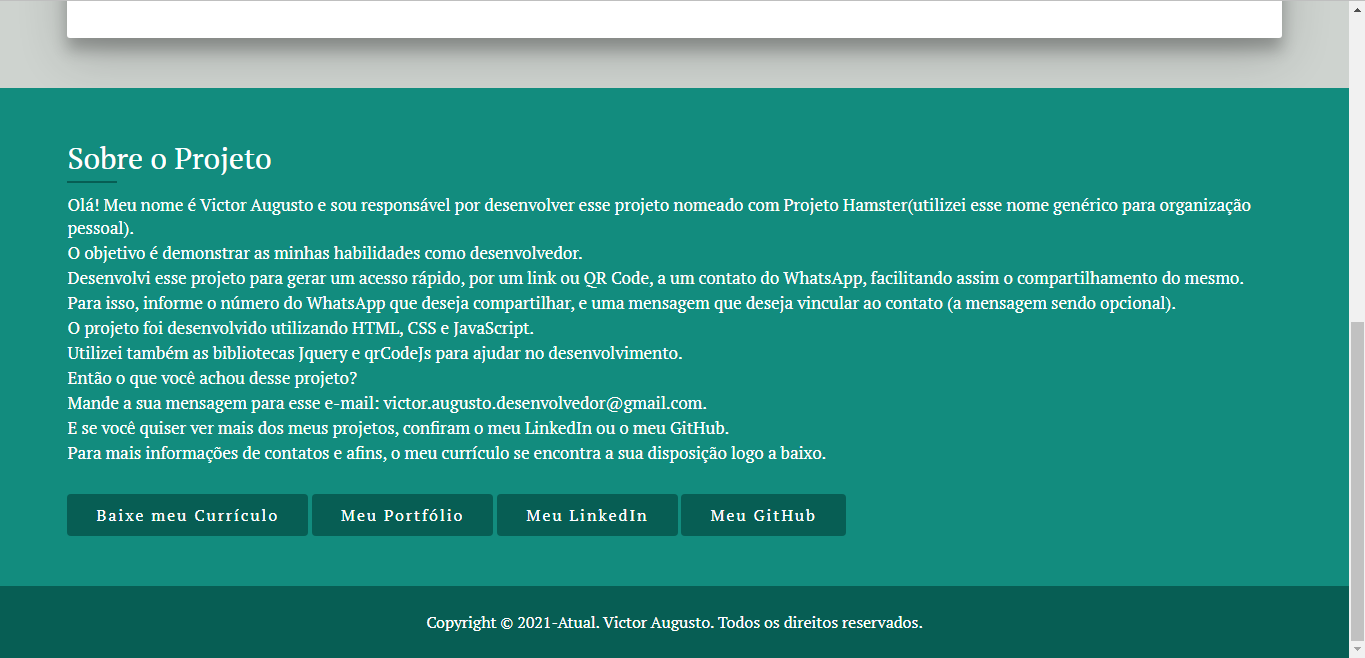 Sobre o Projeto
Olá! Meu nome é Victor Augusto e sou responsável por desenvolver esse projeto nomeado com Projeto Hamster(utilizei esse nome genérico para organização
pessoal).
O objetivo é demonstrar as minhas habilidades como desenvolvedor.
Desenvolvi esse projeto para gerar um acesso rápido, por um link ou QR Code, a um contato do WhatsApp, facilitando assim o compartilhamento do mesmo.
Para isso, informe o número do WhatsApp que deseja compartilhar, e uma mensagem que deseja vincular ao contato (a mensagem sendo opcional).
O projeto foi desenvolvido utilizando HTML, CSS e JavaScript.
Utilizei também as bibliotecas Jquery e qrCodeJs para ajudar no desenvolvimento.
Então o que você achou desse projeto?
Mande a sua mensagem para esse e-mail: victor.augusto.desenvolvedor@gmail.com.
E se você quiser ver mais dos meus projetos, confiram o meu LinkedIn ou o meu GitHub.
Para mais informações de contatos e afins, o meu currículo se encontra a sua disposição logo a baixo.
Baixe meu Currículo Meu Portfólio Meu LinkedIn Meu GitHub
Copyright © 2021-Atual. Victor Augusto. Todos os direitos reservados.